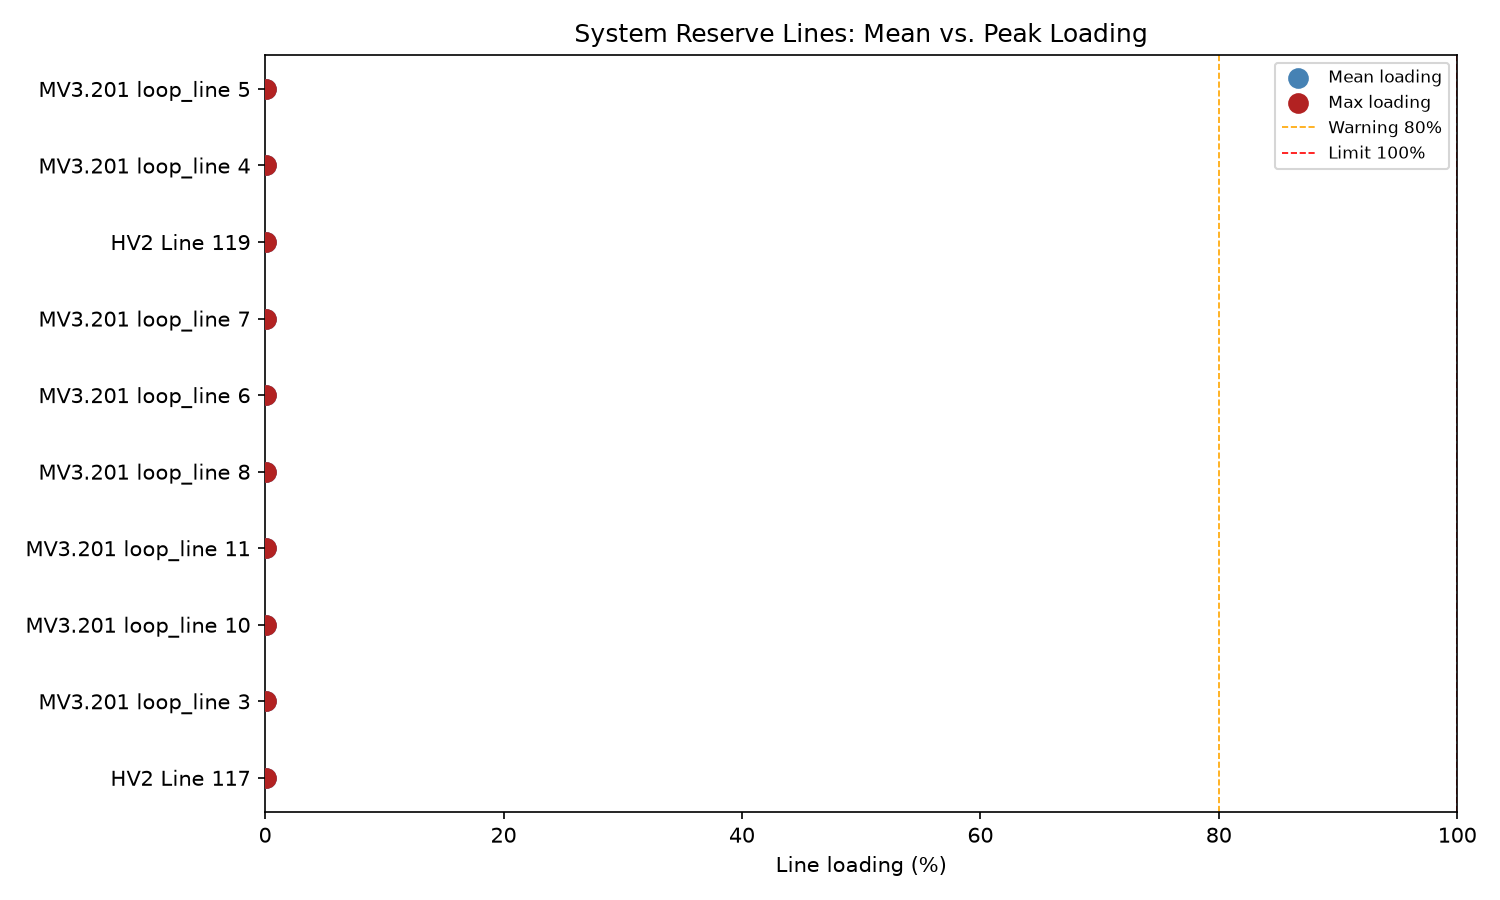 System Reserve Lines: Mean vs. Peak Loading
Mean loading
Max loading
Warning 80%
Limit 100%
MV3.201 loop_line 5
MV3.201 loop_line 4
HV2 Line 119
MV3.201 loop_line 7
MV3.201 loop_line 6
MV3.201 loop_line 8
MV3.201 loop_line 11
MV3.201 loop_line 10
MV3.201 loop_line 3
HV2 Line 117
0 20 40 60 80 100
Line loading (%)